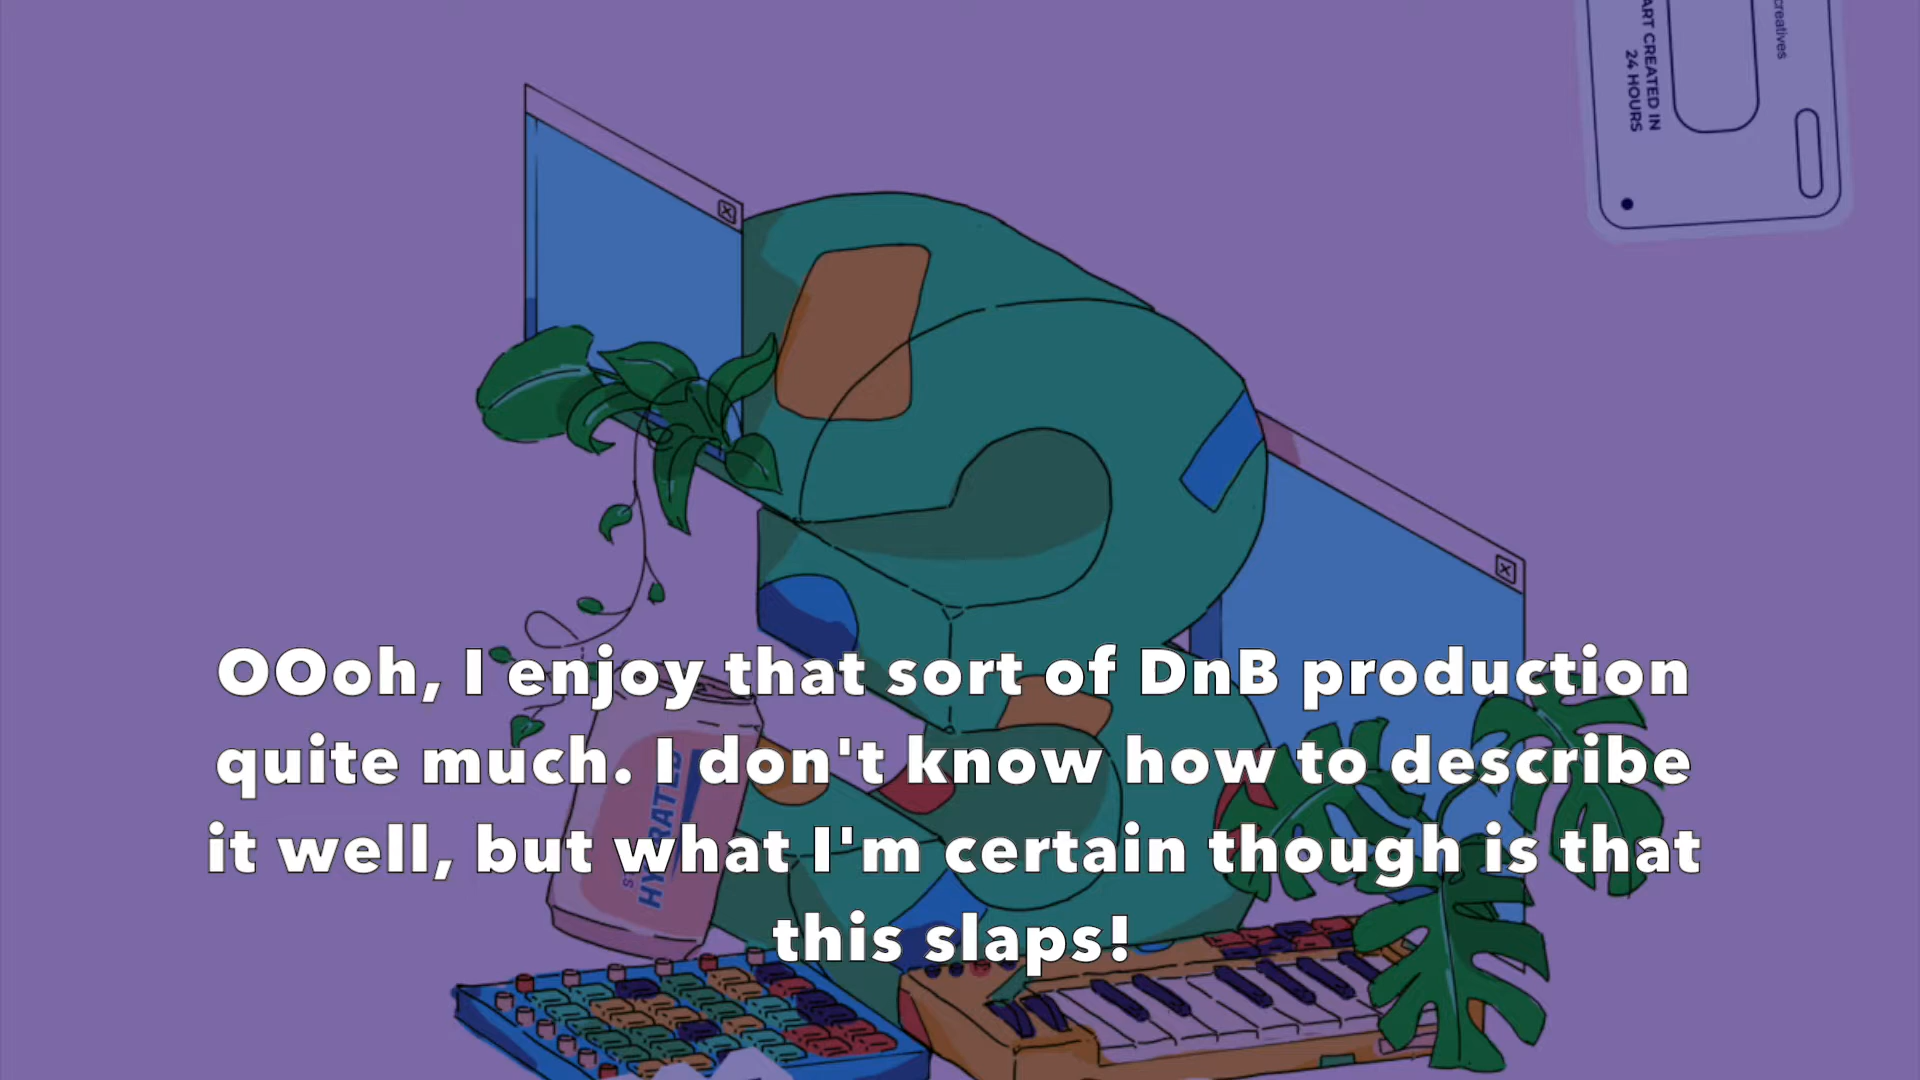 creatives
ART CREATED IN
24 HOURS
OOoh, I enjoy that sort of DnB production
quite much. I don't know how to describe
it well, but what I'm certain though is that
this slaps!